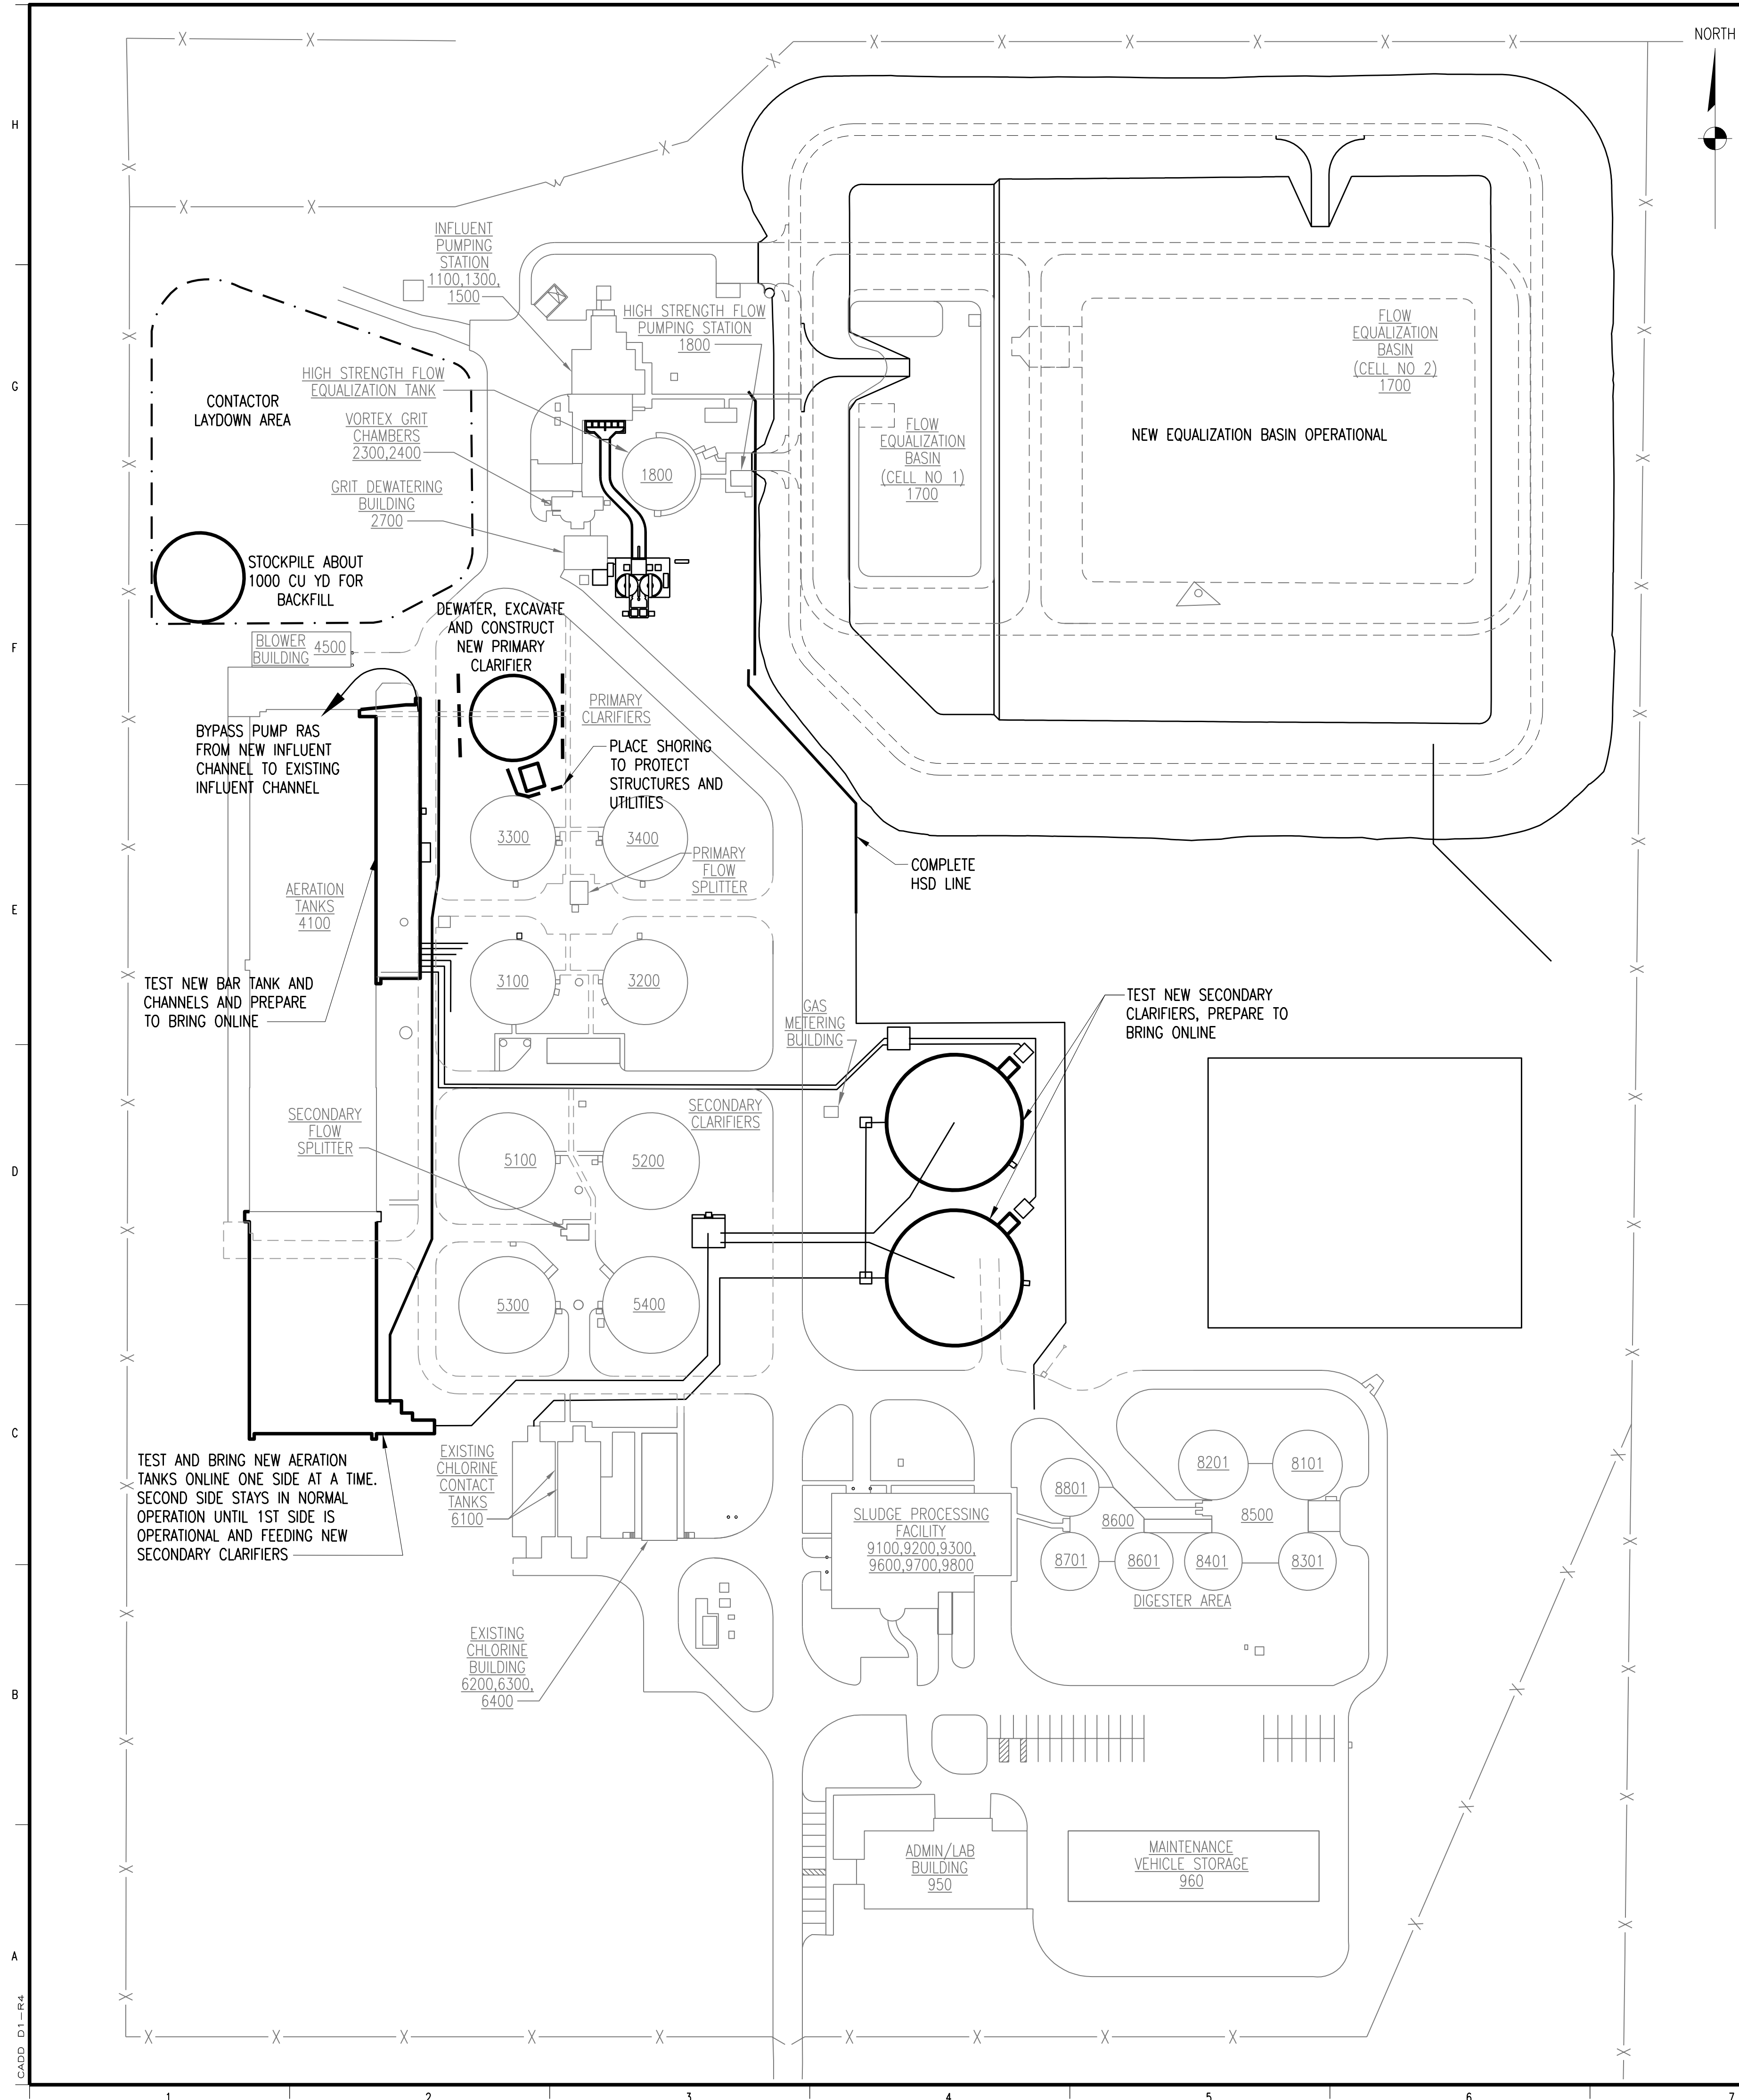 NORTH
H
INFLUENT
PUMPING
STATION
1100,1300,
1500
HIGH STRENGTH FLOW
PUMPING STATION
1800
FLOW
EQUALIZATION
BASIN
(CELL NO 2)
1700
G
HIGH STRENGTH FLOW
EQUALIZATION TANK
CONTACTOR
LAYDOWN AREA
VORTEX GRIT
CHAMBERS
2300,2400
NEW EQUALIZATION BASIN OPERATIONAL
FLOW
EQUALIZATION
BASIN
(CELL NO 1)
1700
1800
GRIT DEWATERING
BUILDING
2700
STOCKPILE ABOUT
1000 CU YD FOR
BACKFILL
DEWATER, EXCAVATE
AND CONSTRUCT
NEW PRIMARY
CLARIFIER
F
BLOWER
BUILDING
4500
PRIMARY
CLARIFIERS
BYPASS PUMP RAS
FROM NEW INFLUENT
CHANNEL TO EXISTING
INFLUENT CHANNEL
PLACE SHORING
TO PROTECT
STRUCTURES AND
UTILITIES
3300
3400
PRIMARY
FLOW
SPLITTER
COMPLETE
HSD LINE
E
AERATION
TANKS
4100
3100
3200
TEST NEW BAR TANK AND
CHANNELS AND PREPARE
TO BRING ONLINE
GAS
METERING
BUILDING
TEST NEW SECONDARY
CLARIFIERS, PREPARE TO
BRING ONLINE
SECONDARY
FLOW
SPLITTER
SECONDARY
CLARIFIERS
D
5100
5200
5300
5400
C
TEST AND BRING NEW AERATION
TANKS ONLINE ONE SIDE AT A TIME.
SECOND SIDE STAYS IN NORMAL
OPERATION UNTIL 1ST SIDE IS
OPERATIONAL AND FEEDING NEW
SECONDARY CLARIFIERS
EXISTING
CHLORINE
CONTACT
TANKS
6100
SLUDGE PROCESSING
FACILITY
9100,9200,9300,
9600,9700,9800
8201
8101
8801
8600
8500
8701
8601
8401
8301
DIGESTER AREA
EXISTING
CHLORINE
BUILDING
6200,6300,
6400
B
ADMIN/LAB
BUILDING
950
MAINTENANCE
VEHICLE STORAGE
960
A
CADD D1-R4
1
2
3
4
5
6
7